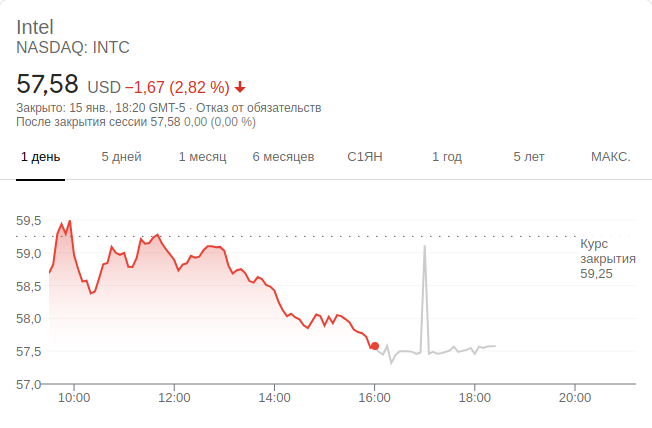 Intel
NASDAQ: INTC
57,58 USD −1,67 (2,82 %)
Закрыто: 15 янв., 18:20 GMT-5 · Отказ от обязательств
После закрытия сессии 57,58 0,00 (0,00 %)
1 день 5 дней 1 месяц 6 месяцев С1ЯН 1 год 5 лет МАКС.
59,5
59,0
58,5
58,0
57,5
57,0
Курс
закрытия
59,25
10:00 12:00 14:00 16:00 18:00 20:00